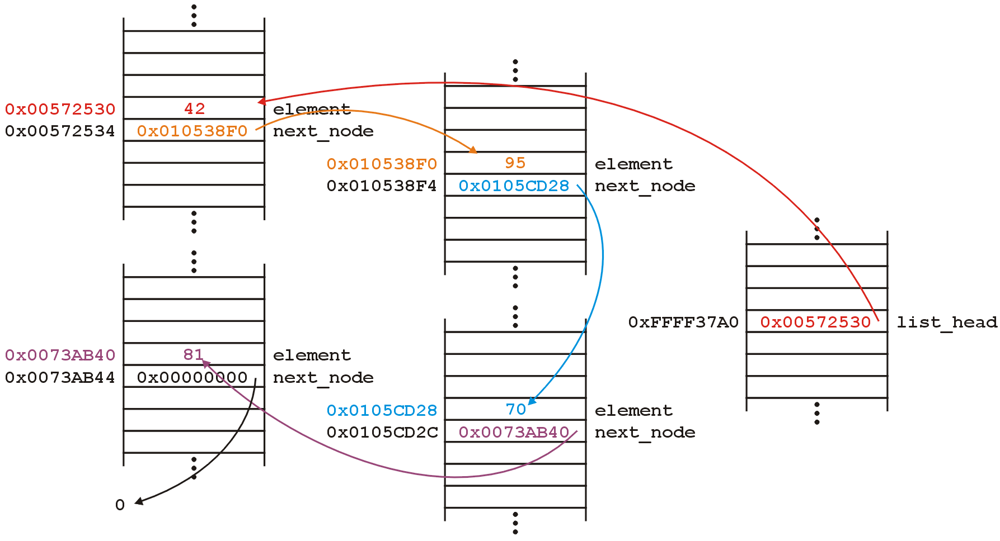 0x00572530 42 element
0x00572534 0x010538F0 next_node
0x010538F0 95 element
0x010538F4 0x0105CD28 next_node
0xFFFF37A0 0x00572530 list_head
0x0073AB40 81 element
0x0073AB44 0x00000000 next_node
0x0105CD28 70 element
0x0105CD2C 0x0073AB40 next_node
0